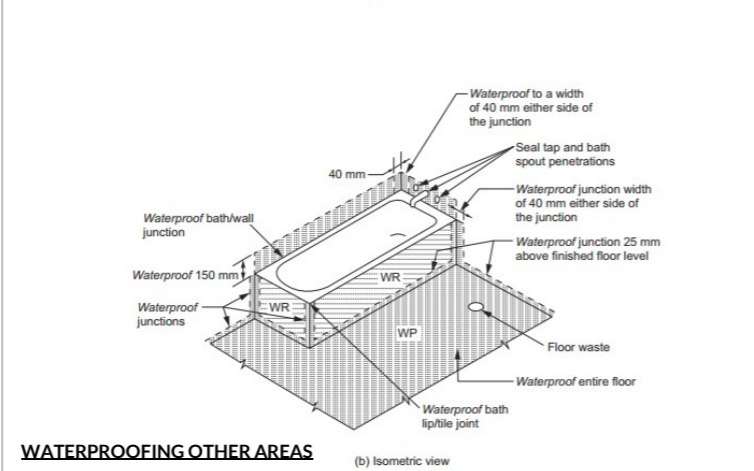 Waterproof to a width
of 40 mm either side of
the junction
Seal tap and bath
spout penetrations
40 mm
Waterproof junction width
of 40 mm either side of
the junction
Waterproof bath/wall
junction
Waterproof junction 25 mm
above finished floor level
Waterproof 150 mm
WR
Waterproof
junctions
WR
WP
Floor waste
Waterproof entire floor
Waterproof bath
lip/tile joint
WATERPROOFING OTHER AREAS
(b) Isometric view